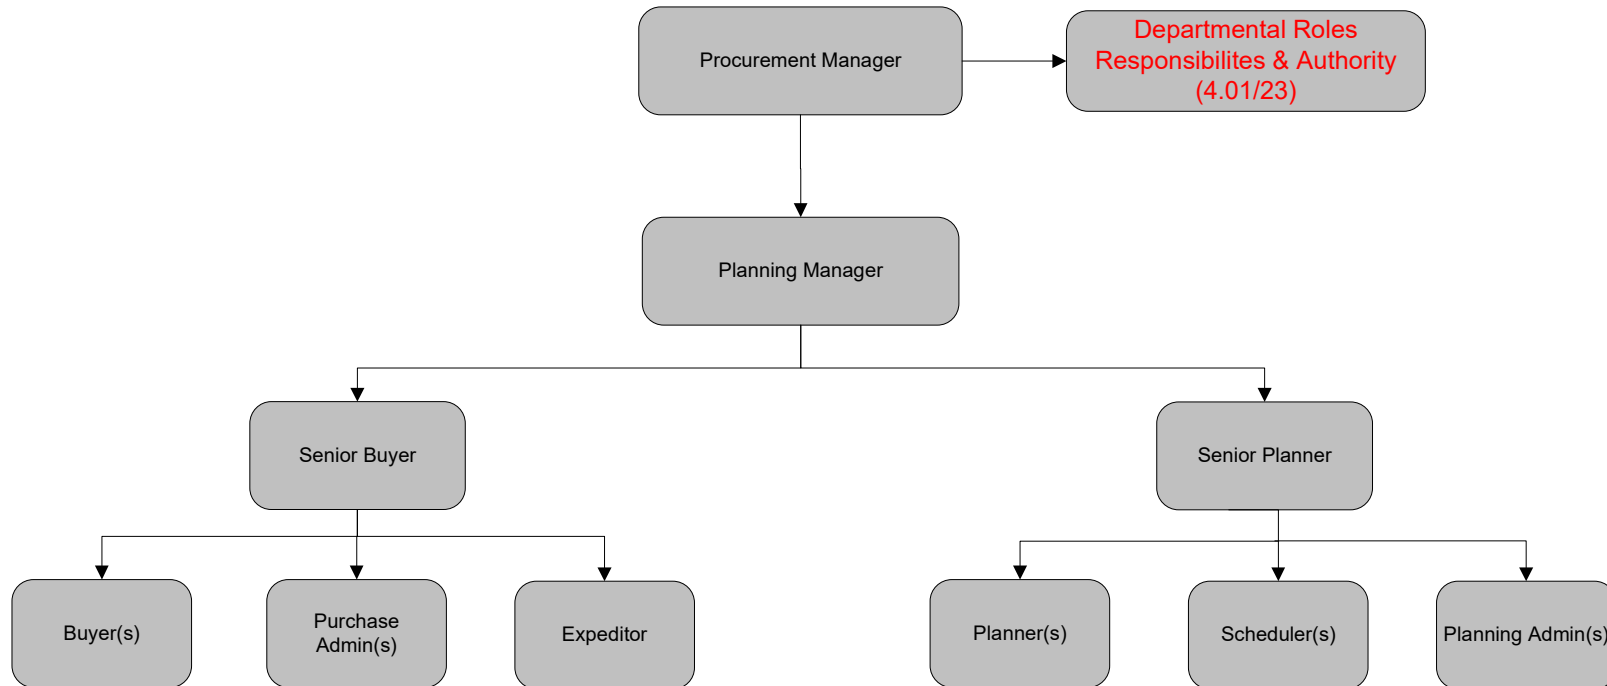 Procurement Manager
Departmental Roles
Responsibilites & Authority
(4.01/23)
Planning Manager
Senior Buyer
Senior Planner
Buyer(s)
Purchase
Admin(s)
Expeditor
Planner(s)
Scheduler(s)
Planning Admin(s)